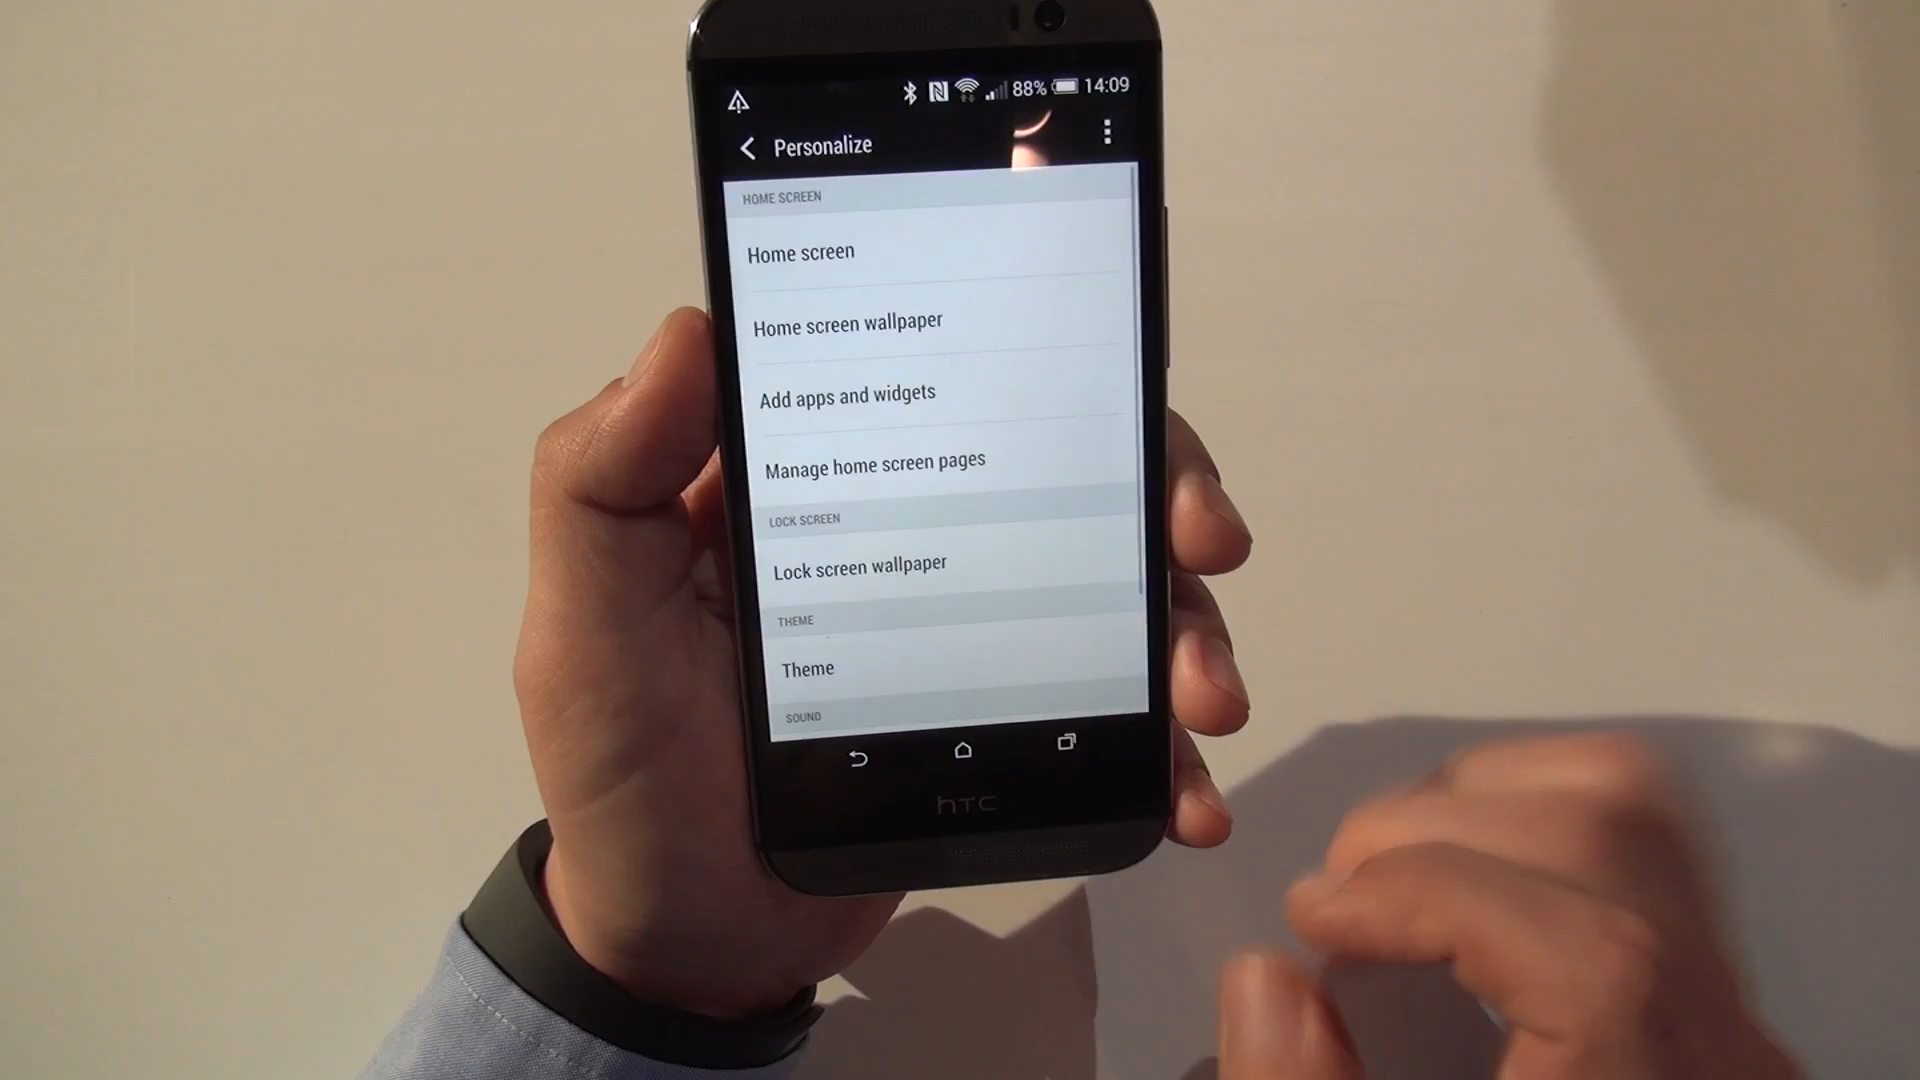 88% 14:09
Personalize
HOME SCREEN
Home screen
Home screen wallpaper
Add apps and widgets
Manage home screen pages
LOCK SCREEN
Lock screen wallpaper
THEME
Theme
SOUND
hTC